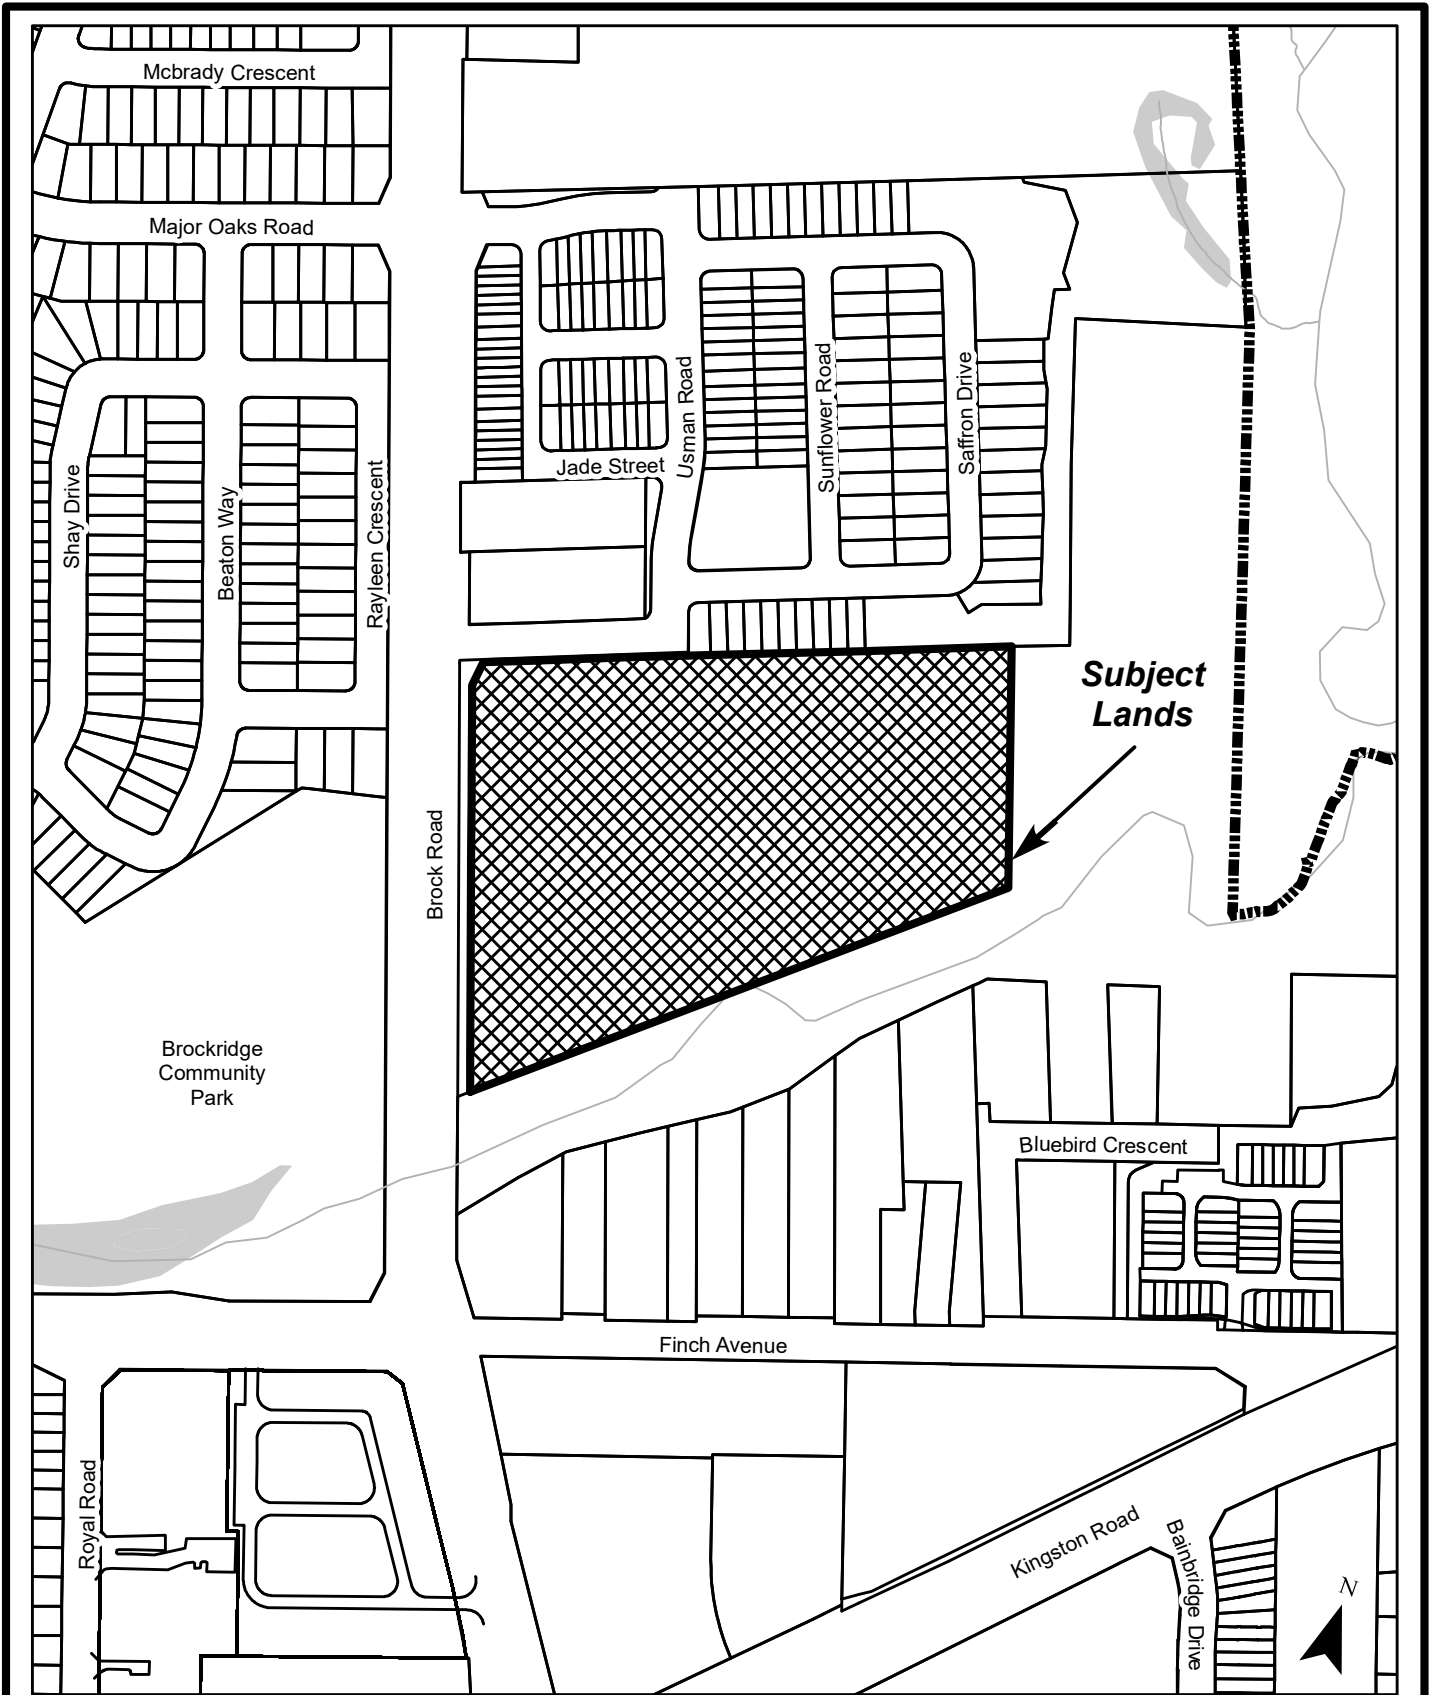 Mcbrady Crescent
Major Oaks Road
Shay Drive
Beaton Way
Rayleen Crescent
Jade Street
Usman Road
Sunflower Road
Saffron Drive
Subject
Lands
Brock Road
Brockridge
Community
Park
Bluebird Crescent
Finch Avenue
Royal Road
Kingston Road
Bainbridge Drive
N